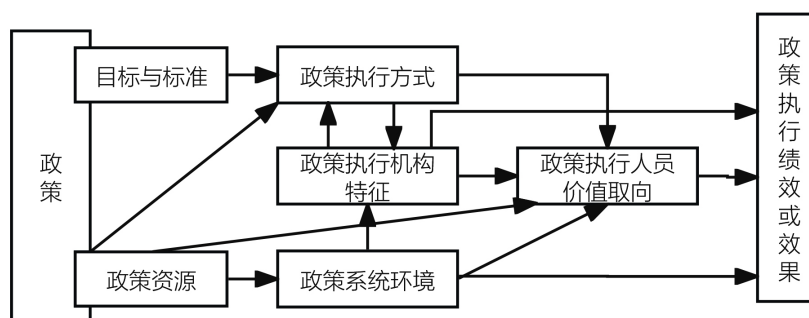 政策
目标与标准
政策资源
政策执行方式
政策执行机构
特征
政策系统环境
政策执行人员
价值取向
政策执行绩效或效果